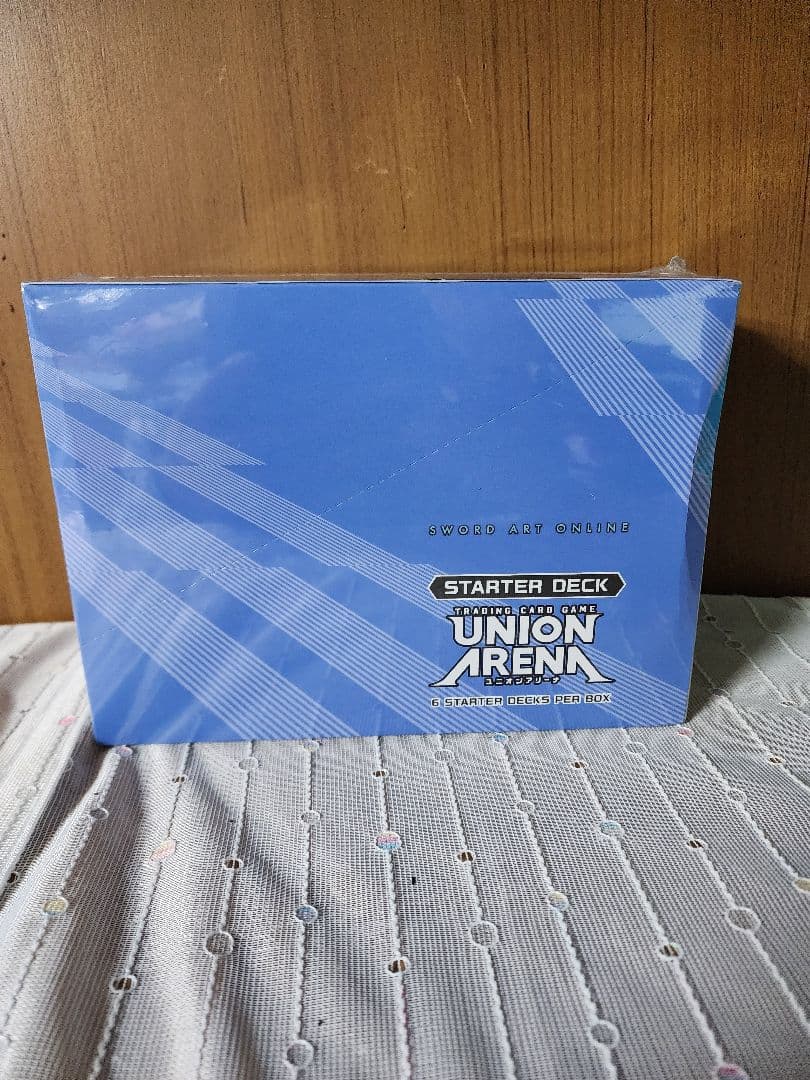 SWORD ART ONLINE
STARTER DECK
TRADING CARD GAME
UNION
ARENA
ユニオンアリーナ
6 STARTER DECKS PER BOX